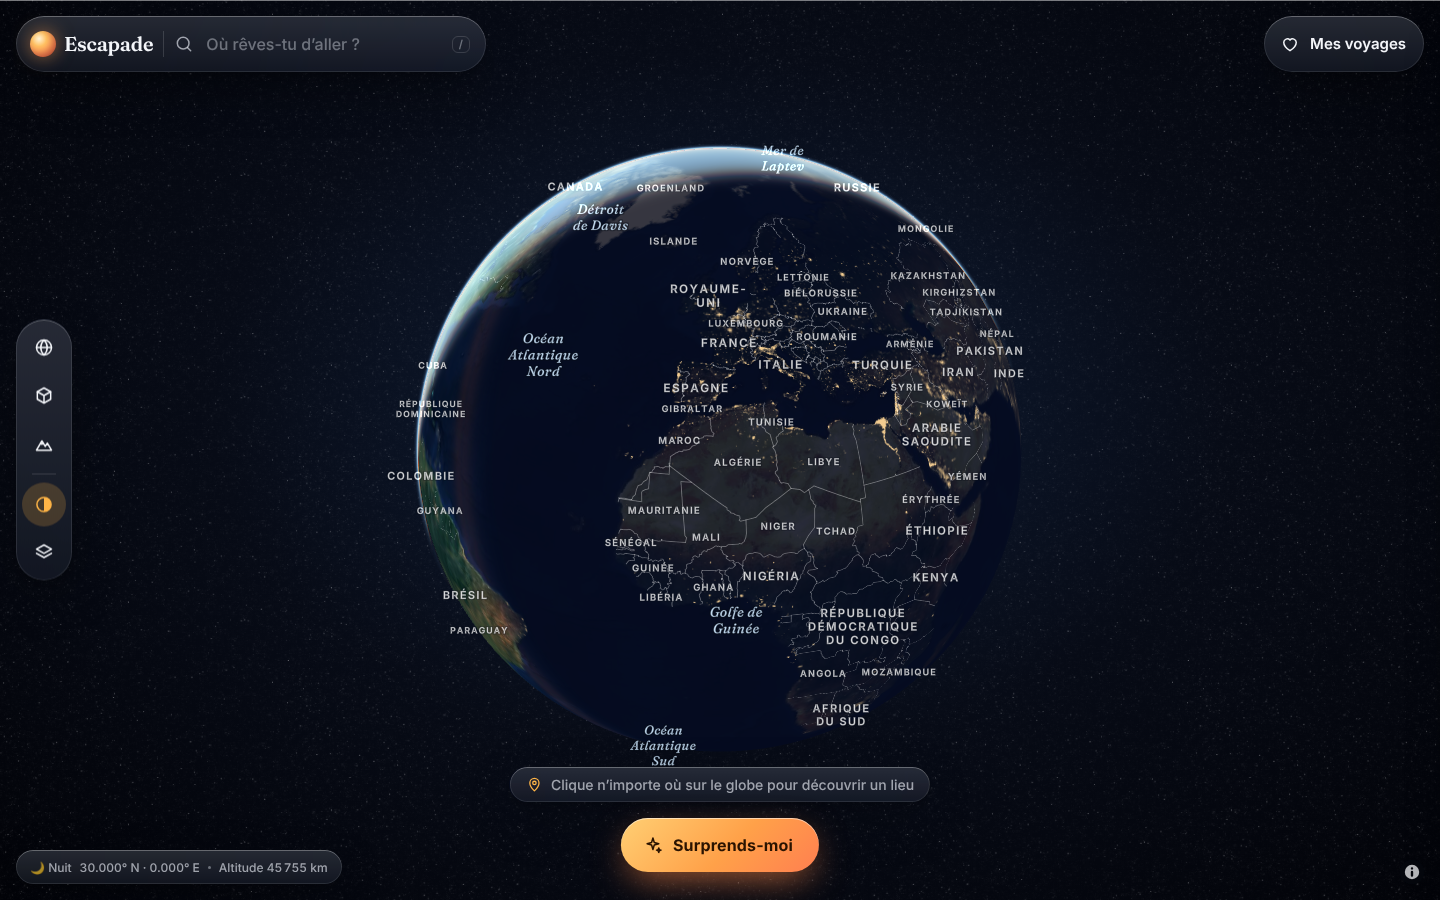 Escapade
Où rêves-tu d’aller ?
/
Mes voyages
Mer de
Laptev
CANADA
GROENLAND
RUSSIE
Détroit
de Davis
MONGOLIE
ISLANDE
NORVÈGE
LETTONIE
KAZAKHSTAN
ROYAUME-
UNI
BIÉLORUSSIE
KIRGHIZSTAN
UKRAINE
TADJIKISTAN
LUXEMBOURG
NÉPAL
Océan
Atlantique
Nord
FRANCE
ROUMANIE
ARMÉNIE
PAKISTAN
CUBA
ITALIE
TURQUIE
IRAN
INDE
ESPAGNE
SYRIE
RÉPUBLIQUE
DOMINICAINE
GIBRALTAR
KOWEÏT
TUNISIE
ARABIE
SAOUDITE
MAROC
ALGÉRIE
LIBYE
COLOMBIE
YÉMEN
ÉRYTHRÉE
GUYANA
MAURITANIE
NIGER
TCHAD
ÉTHIOPIE
MALI
SÉNÉGAL
GUINÉE
NIGÉRIA
KENYA
GHANA
BRÉSIL
LIBÉRIA
Golfe de
Guinée
RÉPUBLIQUE
DÉMOCRATIQUE
DU CONGO
PARAGUAY
ANGOLA
MOZAMBIQUE
AFRIQUE
DU SUD
Océan
Atlantique
Sud
Clique n’importe où sur le globe pour découvrir un lieu
Surprends-moi
Nuit 30.000° N · 0.000° E • Altitude 45 755 km